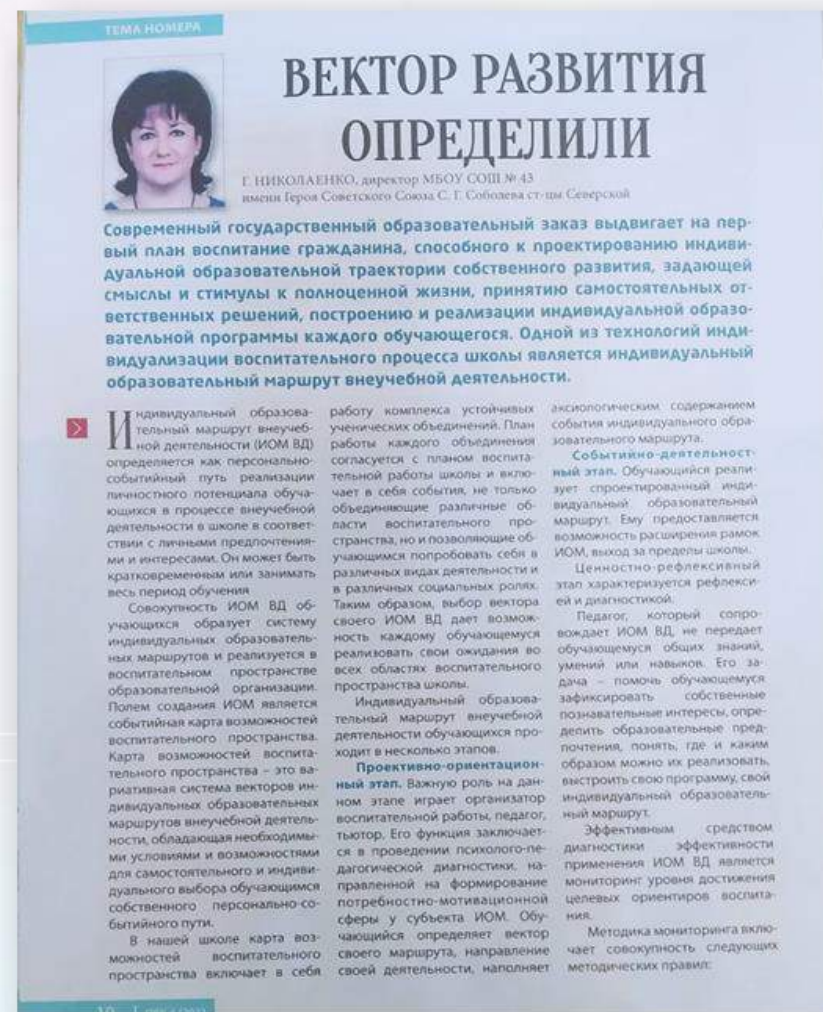 ТЕМА НОМЕРА
ВЕКТОР РАЗВИТИЯ
ОПРЕДЕЛИЛИ
Г. НИКОЛАЕНКО, директор МБОУ СОШ № 43
имени Героя Советского Союза С. Г. Соболева ст-цы Северской
Современный государственный образовательный заказ выдвигает на пер-
вый план воспитание гражданина, способного к проектированию индиви-
дуальной образовательной траектории собственного развития, задающей
смыслы и стимулы к полноценной жизни, принятию самостоятельных от-
ветственных решений, построению и реализации индивидуальной образо-
вательной программы каждого обучающегося. Одной из технологий инди-
видуализации воспитательного процесса школы является индивидуальный
образовательный маршрут внеучебной деятельности.
Индивидуальный образова-
тельный маршрут внеучеб-
ной деятельности (ИОМ ВД)
определяется как персонально-
событийный путь реализации
личностного потенциала обуча-
ющихся в процессе внеучебной
деятельности в школе в соответ-
ствии с личными предпочтения-
ми и интересами. Он может быть
кратковременным или занимать
весь период обучения
Совокупность ИОМ ВД об-
учающихся образует систему
индивидуальных образователь-
ных маршрутов и реализуется в
воспитательном пространстве
образовательной организации.
Полем создания ИОМ является
событийная карта возможностей
воспитательного пространства.
Карта возможностей воспита-
тельного пространства – это ва-
риативная система векторов ин-
дивидуальных образовательных
маршрутов внеучебной деятель-
ности, обладающая необходимы-
ми условиями и возможностями
для самостоятельного и индиви-
дуального выбора обучающимся
собственного персонально-со-
бытийного пути.
В нашей школе карта воз-
можностей воспитательного
пространства включает в себя
работу комплекса устойчивых
ученических объединений. План
работы каждого объединения
согласуется с планом воспита-
тельной работы школы и вклю-
чает в себя события, не только
объединяющие различные об-
ласти воспитательного про-
странства, но и позволяющие об-
учающимся попробовать себя в
различных видах деятельности и
в различных социальных ролях.
Таким образом, выбор вектора
своего ИОМ ВД дает возмож-
ность каждому обучающемуся
реализовать свои ожидания во
всех областях воспитательного
пространства школы.
Индивидуальный образова-
тельный маршрут внеучебной
деятельности обучающихся про-
ходит в несколько этапов.
Проективно-ориентацион-
ный этап. Важную роль на дан-
ном этапе играет организатор
воспитательной работы, педагог,
тьютор. Его функция заключает-
ся в проведении психолого-пе-
дагогической диагностики, на-
правленной на формирование
потребностно-мотивационной
сферы у субъекта ИОМ. Обу-
чающийся определяет вектор
своего маршрута, направление
своей деятельности, наполняет
аксиологическим содержанием
события индивидуального обра-
зовательного маршрута.
Событийно-деятельност-
ный этап. Обучающийся реали-
зует спроектированный инди-
видуальный образовательный
маршрут. Ему предоставляется
возможность расширения рамок
ИОМ, выход за пределы школы.
Ценностно-рефлексивный
этап характеризуется рефлекси-
ей и диагностикой.
Педагог, который сопро-
вождает ИОМ ВД, не передает
обучающемуся общих знаний,
умений или навыков. Его за-
дача – помочь обучающемуся
зафиксировать собственные
познавательные интересы, опре-
делить образовательные пред-
почтения, понять, где и каким
образом можно их реализовать,
выстроить свою программу, свой
индивидуальный образователь-
ный маршрут.
Эффективным средством
диагностики эффективности
применения ИОМ ВД является
мониторинг уровня достижения
целевых ориентиров воспита-
ния.
Методика мониторинга вклю-
чает совокупность следующих
методических правил: